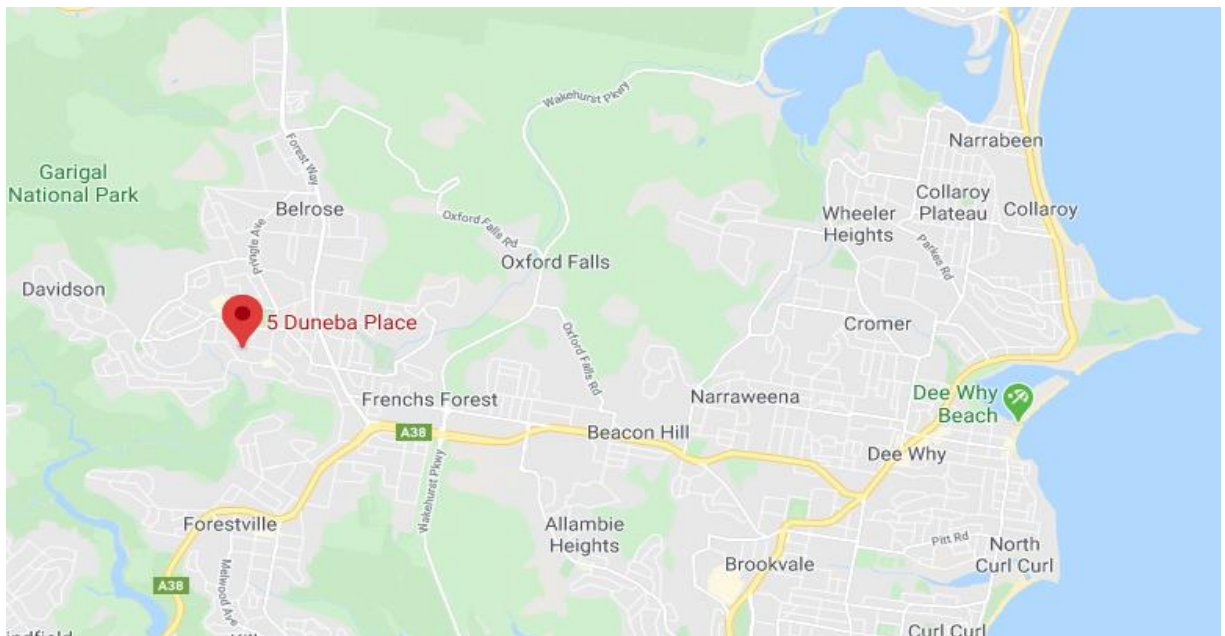 Garigal
National Park
Forest Way
Wakehurst Pkwy
Narrabeen
Belrose
Pringle Ave
Oxford Falls Rd
Oxford Falls
Collaroy
Plateau
Collaroy
Wheeler
Heights
Parkes Rd
Davidson
5 Duneba Place
Oxford Falls Rd
Cromer
Frenchs Forest
Narraweena
Dee Why
Beach
A38
Beacon Hill
Dee Why
Wakehurst Pkwy
Forestville
Allambie
Heights
Pitt Rd
North
Curl Curl
Brookvale
A38
Melwood Ave
Curl Curl